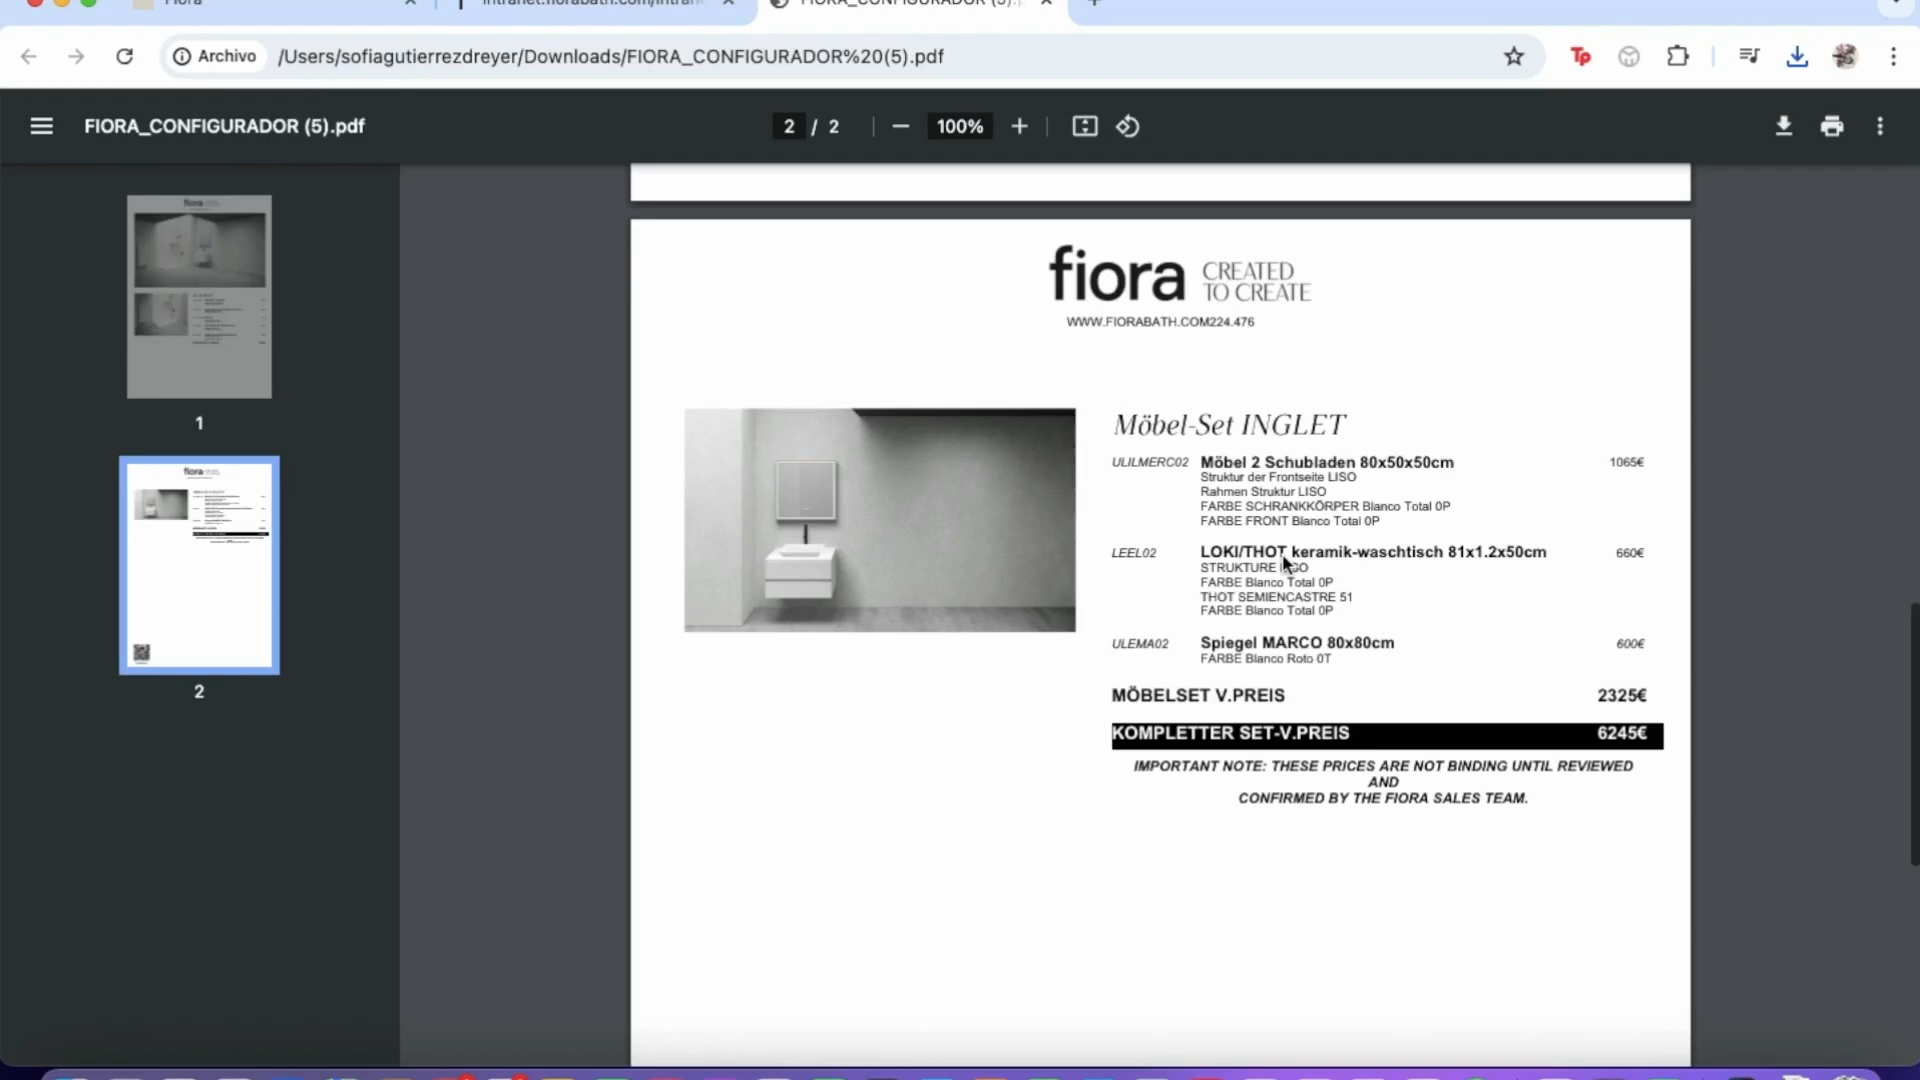 Fiora
FIORA_CONFIGURADOR (5).
Archivo
/Users/sofiagutierrezdreyer/Downloads/FIORA_CONFIGURADOR%20(5).pdf
Tp
FIORA_CONFIGURADOR (5).pdf
2 / 2
100%
1
2
fiora CREATED
TO CREATE
WWW.FIORABATH.COM224.476
Möbel-Set INGLET
ULILMERC02 Möbel 2 Schubladen 80x50x50cm 1065€
Struktur der Frontseite LISO
Rahmen Struktur LISO
FARBE SCHRANKKÖRPER Blanco Total 0P
FARBE FRONT Blanco Total 0P
LEEL02 LOKI/THOT keramik-waschtisch 81x1.2x50cm 660€
STRUKTURE
FARBE Blanco Total 0P
THOT SEMIENCASTRE 51
FARBE Blanco Total 0P
ULEMA02 Spiegel MARCO 80x80cm 600€
FARBE Blanco Roto 0T
MÖBELSET V.PREIS 2325€
KOMPLETTER SET-V.PREIS 6245€
IMPORTANT NOTE: THESE PRICES ARE NOT BINDING UNTIL REVIEWED
AND
CONFIRMED BY THE FIORA SALES TEAM.